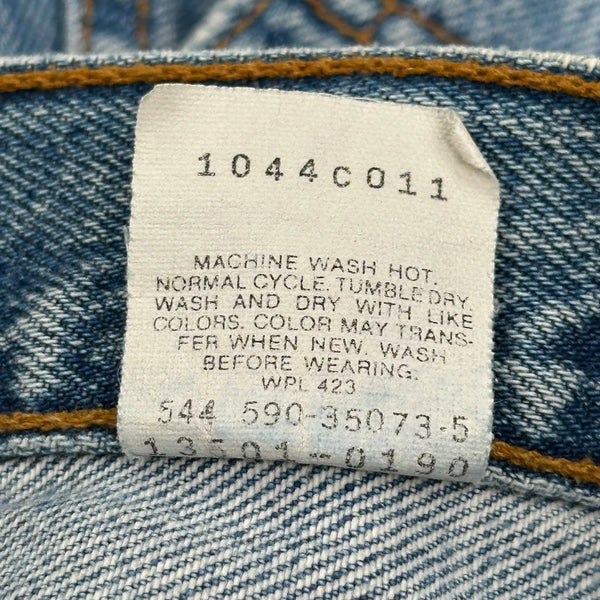 1044C011
MACHINE WASH HOT.
NORMAL CYCLE. TUMBLE DRY.
WASH AND DRY WITH LIKE
COLORS. COLOR MAY TRANS-
FER WHEN NEW. WASH
BEFORE WEARING.
WPL 423
544 590-35073-5
13501-0190